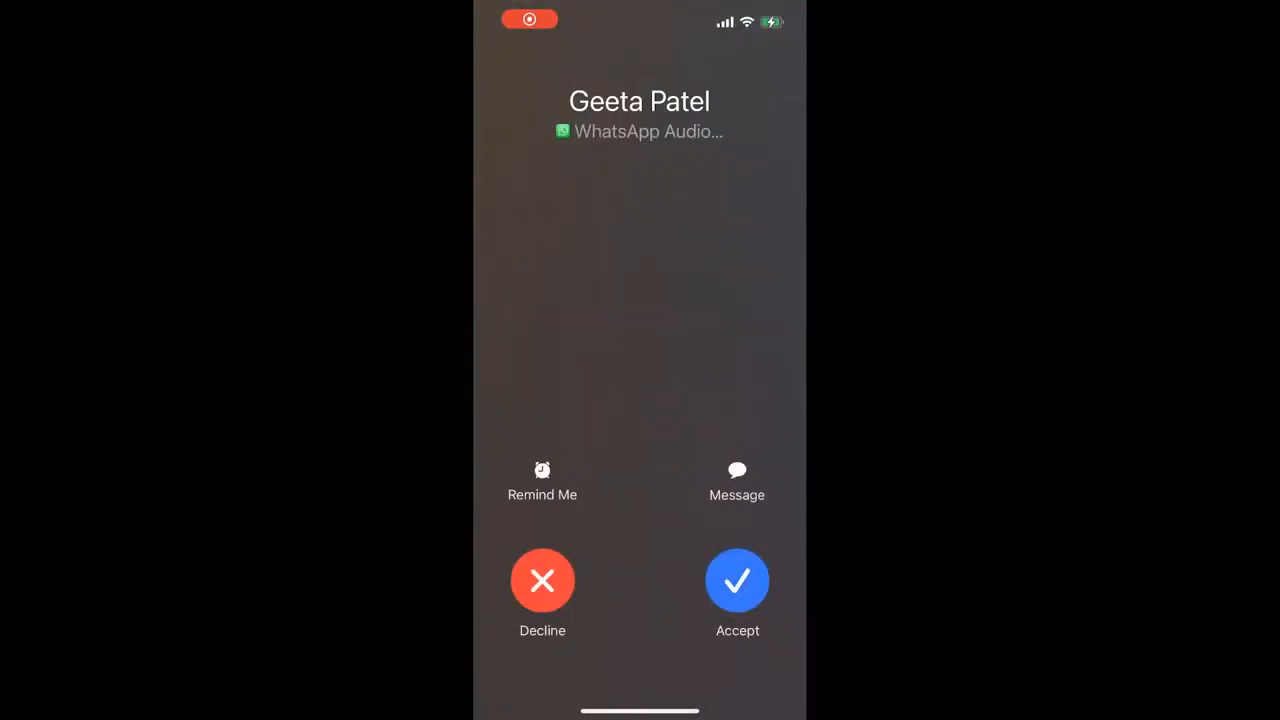 Geeta Patel
WhatsApp Audio...
Remind Me
Message
Decline
Accept